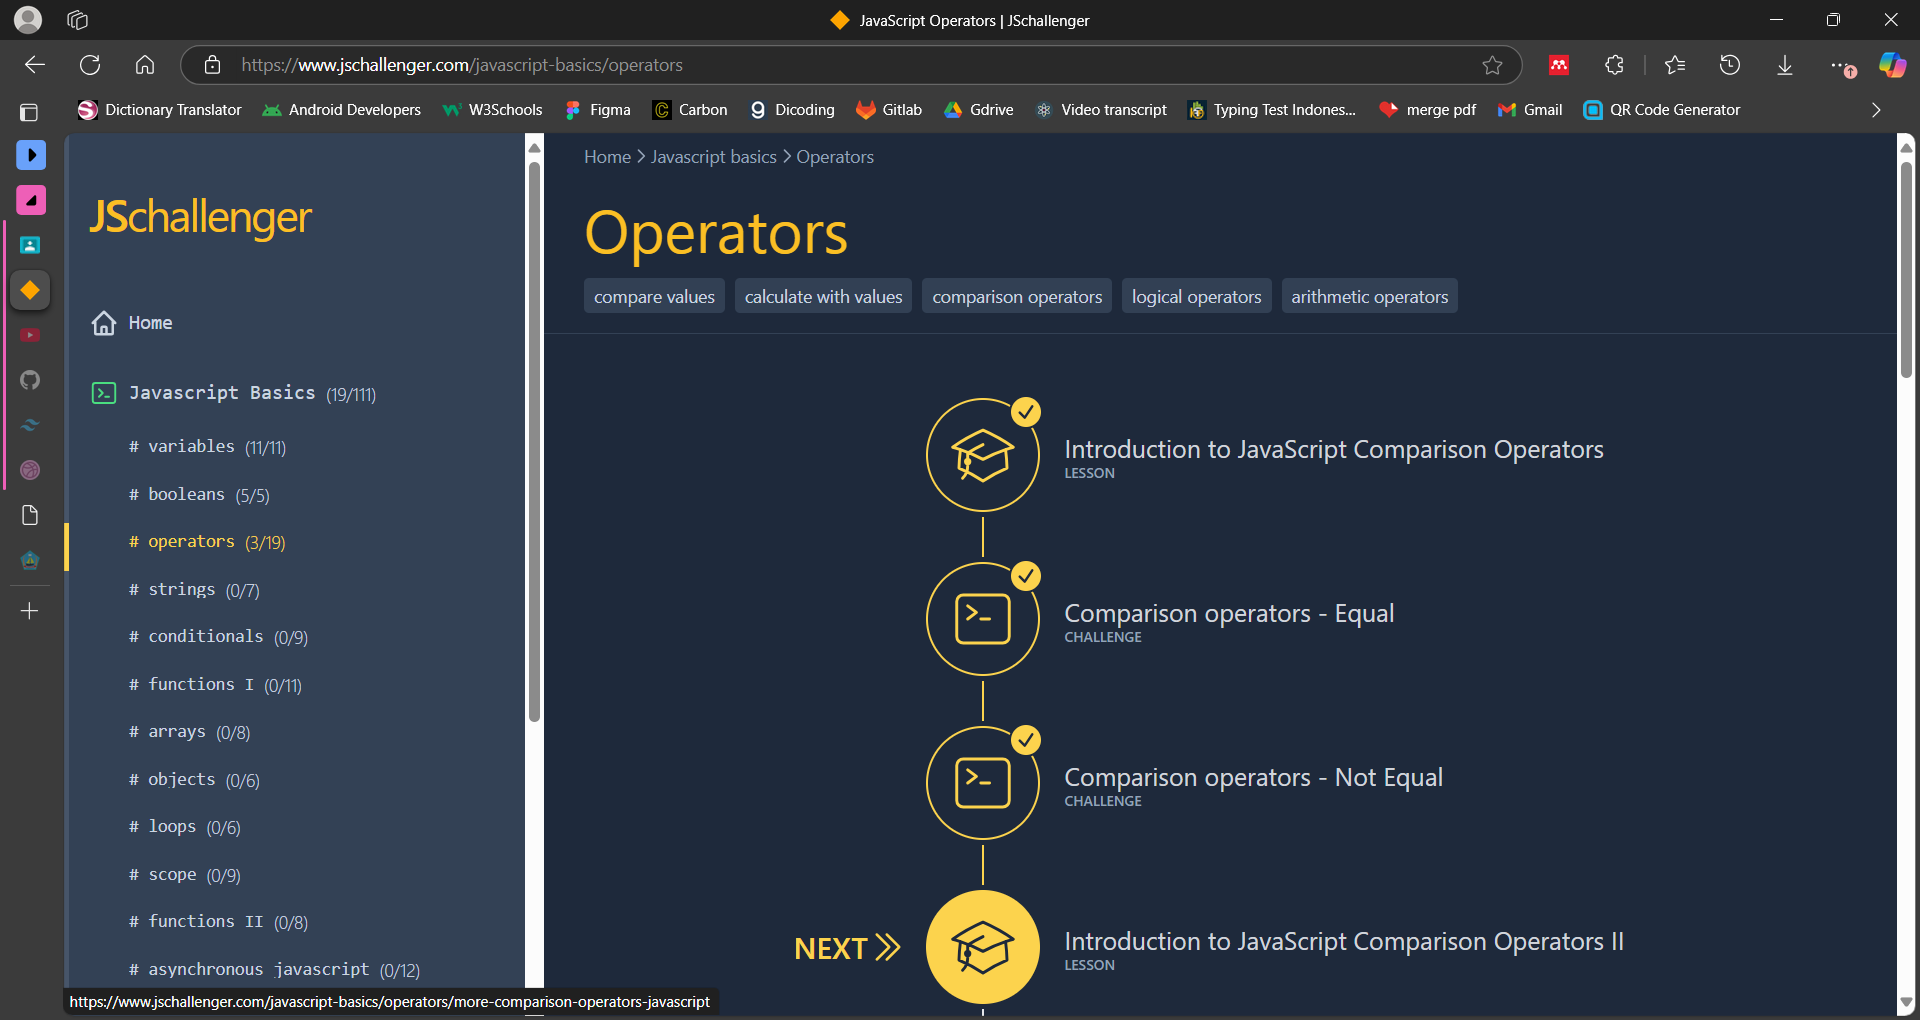 JavaScript Operators | JSchallenger
https://www.jschallenger.com/javascript-basics/operators
Dictionary Translator
Android Developers
W3Schools
Figma
Carbon
Dicoding
Gitlab
Gdrive
Video transcript
Typing Test Indones...
merge pdf
Gmail
QR Code Generator
JSchallenger
Home
Javascript Basics (19/111)
# variables (11/11)
# booleans (5/5)
# operators (3/19)
# strings (0/7)
# conditionals (0/9)
# functions I (0/11)
# arrays (0/8)
# objects (0/6)
# loops (0/6)
# scope (0/9)
# functions II (0/8)
# asynchronous javascript (0/12)
https://www.jschallenger.com/javascript-basics/operators/more-comparison-operators-javascript
Home > Javascript basics > Operators
Operators
compare values
calculate with values
comparison operators
logical operators
arithmetic operators
Introduction to JavaScript Comparison Operators
LESSON
Comparison operators - Equal
CHALLENGE
Comparison operators - Not Equal
CHALLENGE
NEXT
Introduction to JavaScript Comparison Operators II
LESSON